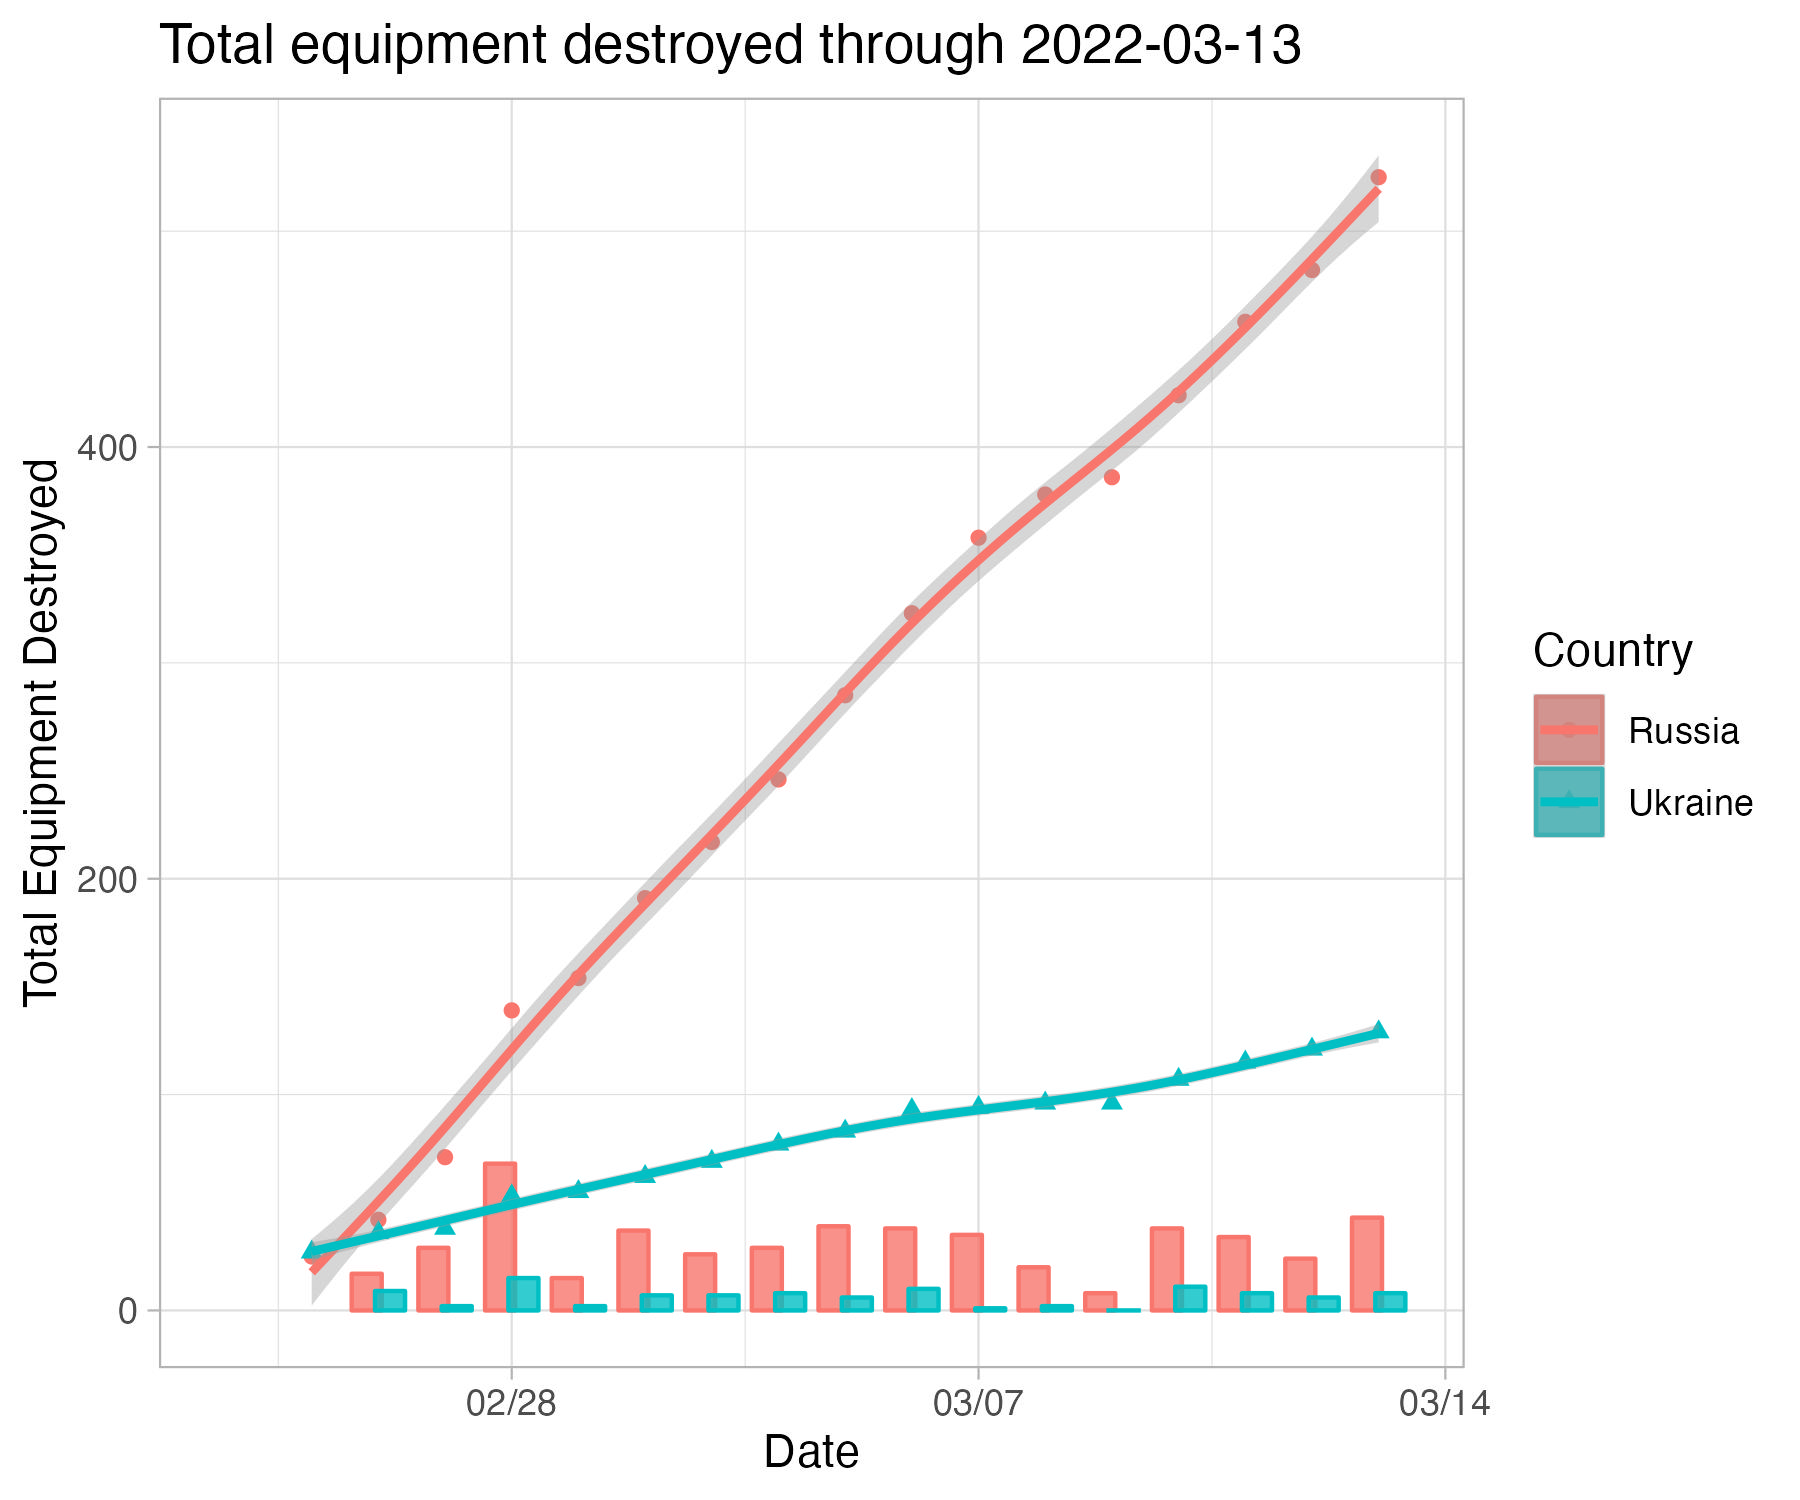 Total equipment destroyed through 2022-03-13
Total Equipment Destroyed
400
200
0
02/28
03/07
03/14
Date
Country
Russia
Ukraine